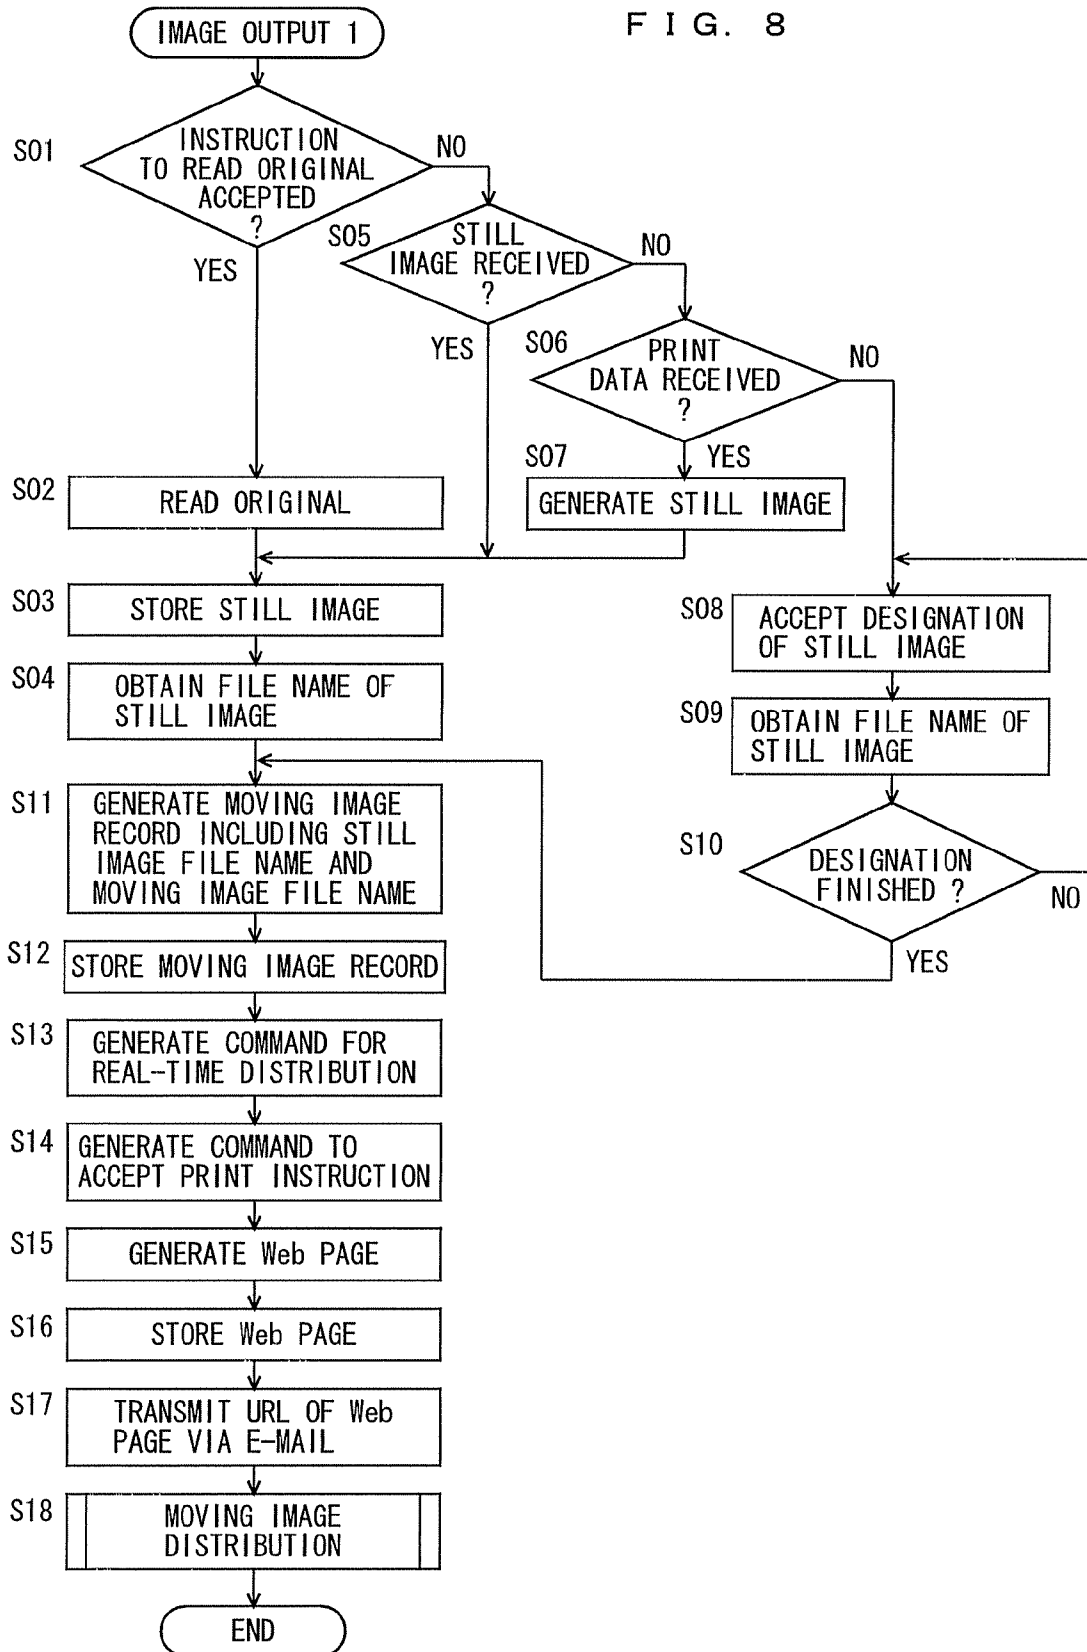 FIG. 8
IMAGE OUTPUT 1
S01
INSTRUCTION
TO READ ORIGINAL
ACCEPTED
?
NO
YES
S05
STILL
IMAGE RECEIVED
?
NO
YES
S06
PRINT
DATA RECEIVED
?
NO
YES
S07
GENERATE STILL IMAGE
S02
READ ORIGINAL
S03
STORE STILL IMAGE
S04
OBTAIN FILE NAME OF
STILL IMAGE
S08
ACCEPT DESIGNATION
OF STILL IMAGE
S09
OBTAIN FILE NAME OF
STILL IMAGE
S10
DESIGNATION
FINISHED ?
NO
YES
S11
GENERATE MOVING IMAGE
RECORD INCLUDING STILL
IMAGE FILE NAME AND
MOVING IMAGE FILE NAME
S12
STORE MOVING IMAGE RECORD
S13
GENERATE COMMAND FOR
REAL-TIME DISTRIBUTION
S14
GENERATE COMMAND TO
ACCEPT PRINT INSTRUCTION
S15
GENERATE Web PAGE
S16
STORE Web PAGE
S17
TRANSMIT URL OF Web
PAGE VIA E-MAIL
S18
MOVING IMAGE
DISTRIBUTION
END